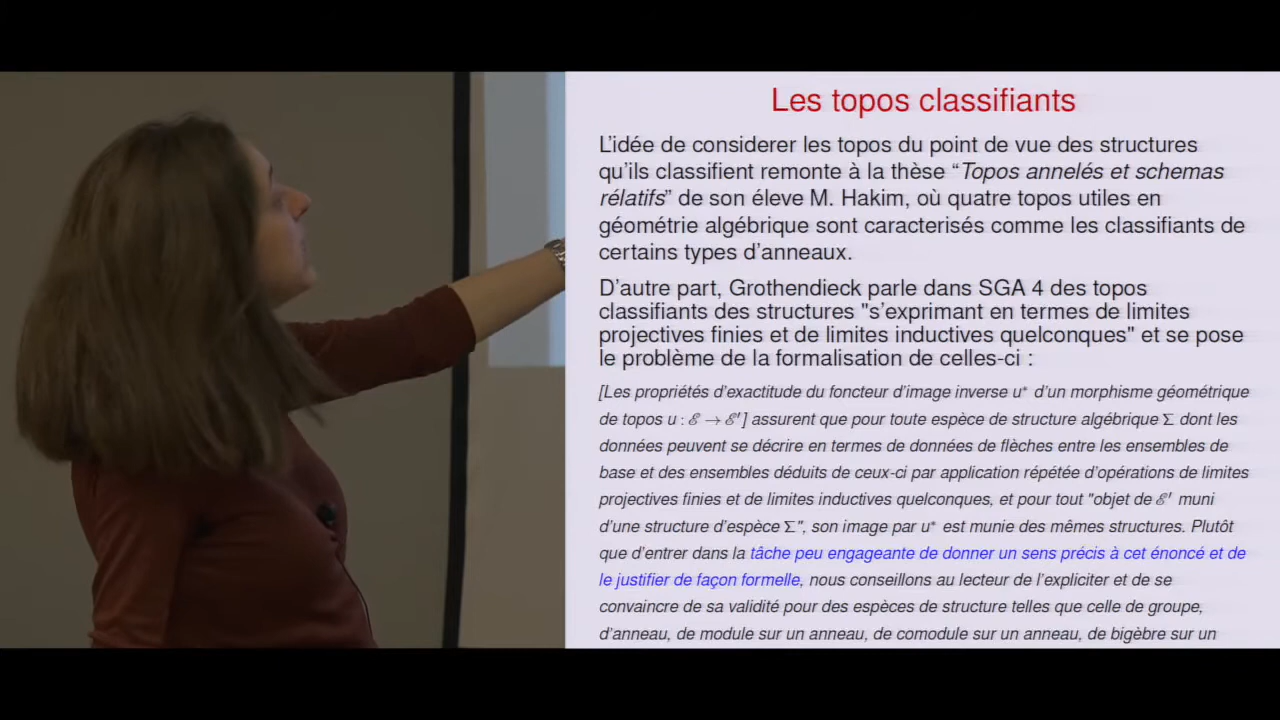 Les topos classifiants
L'idée de considerer les topos du point de vue des structures
qu'ils classifient remonte à la thèse “Topos annelés et schemas
rélatifs” de son éleve M. Hakim, où quatre topos utiles en
géométrie algébrique sont caracterisés comme les classifiants de
certains types d'anneaux.
D'autre part, Grothendieck parle dans SGA 4 des topos
classifiants des structures "s'exprimant en termes de limites
projectives finies et de limites inductives quelconques" et se pose
le problème de la formalisation de celles-ci :
[Les propriétés d'exactitude du foncteur d'image inverse u* d'un morphisme géométrique
de topos u : ℰ → ℰ′] assurent que pour toute espèce de structure algébrique Σ dont les
données peuvent se décrire en termes de données de flèches entre les ensembles de
base et des ensembles déduits de ceux-ci par application répétée d'opérations de limites
projectives finies et de limites inductives quelconques, et pour tout "objet de ℰ′ muni
d'une structure d'espèce Σ", son image par u* est munie des mêmes structures. Plutôt
que d'entrer dans la tâche peu engageante de donner un sens précis à cet énoncé et de
le justifier de façon formelle, nous conseillons au lecteur de l'expliciter et de se
convaincre de sa validité pour des espèces de structure telles que celle de groupe,
d'anneau, de module sur un anneau, de comodule sur un anneau, de bigèbre sur un